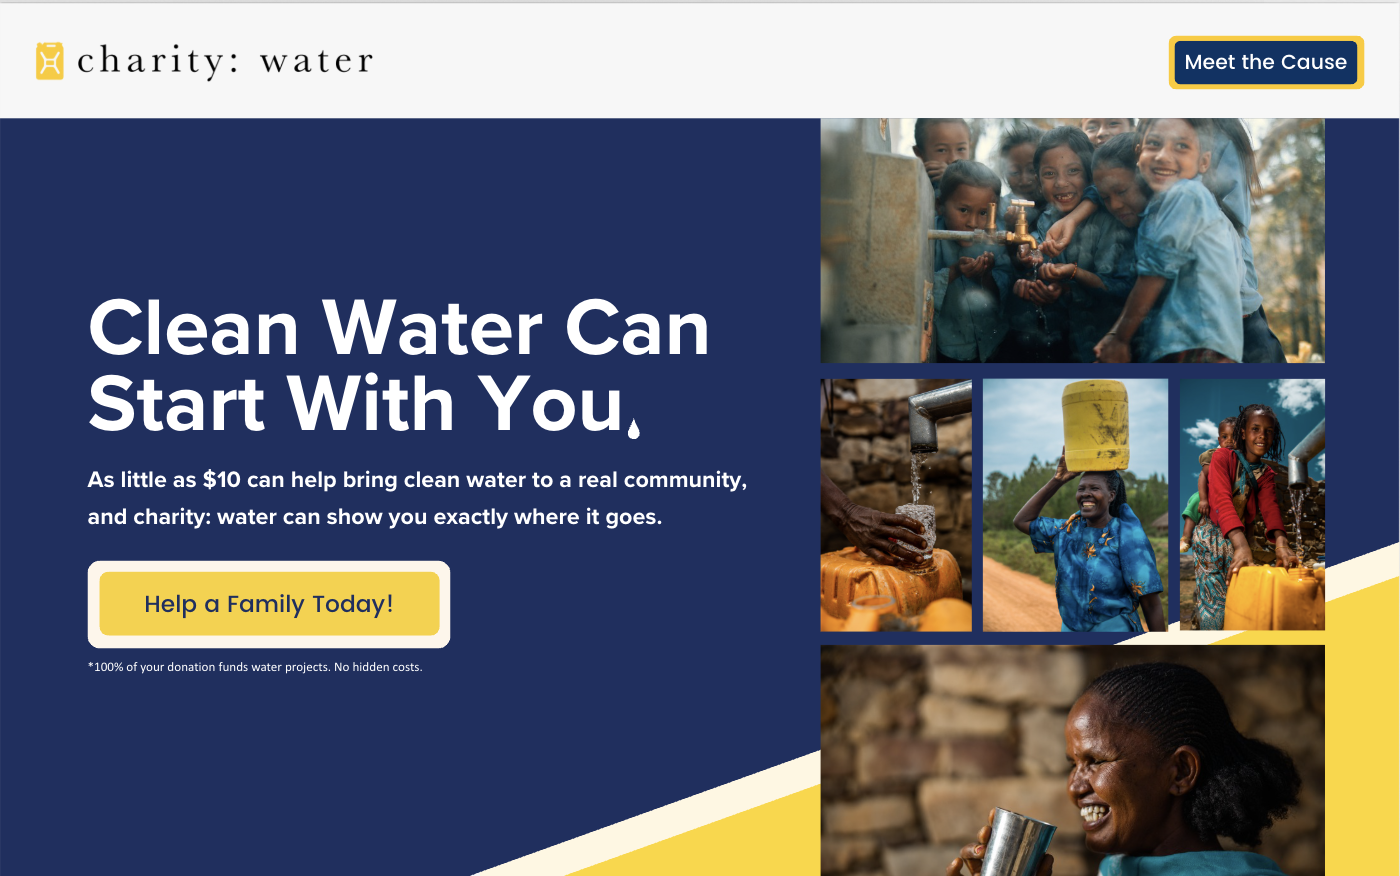 charity: water
Meet the Cause
Clean Water Can
Start With You
As little as $10 can help bring clean water to a real community,
and charity: water can show you exactly where it goes.
Help a Family Today!
*100% of your donation funds water projects. No hidden costs.